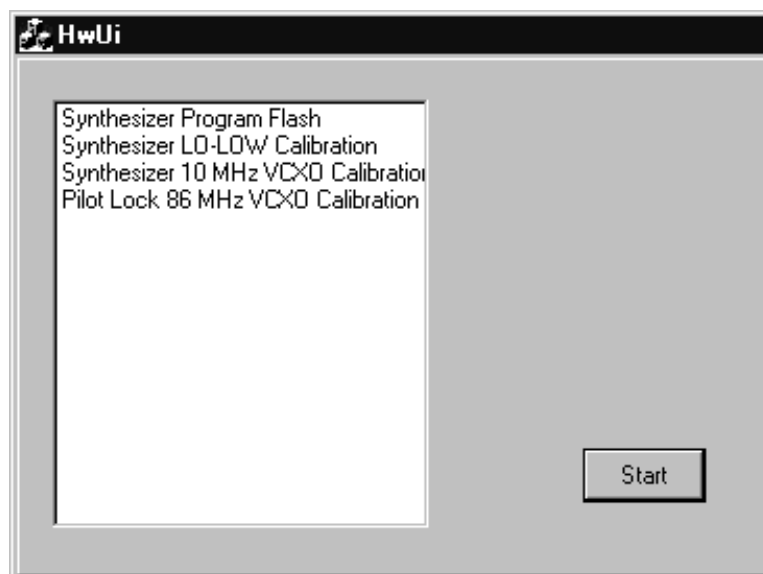 HwUi
Synthesizer Program Flash
Synthesizer LO-LOW Calibration
Synthesizer 10 MHz VCXO Calibration
Pilot Lock 86 MHz VCXO Calibration
Start